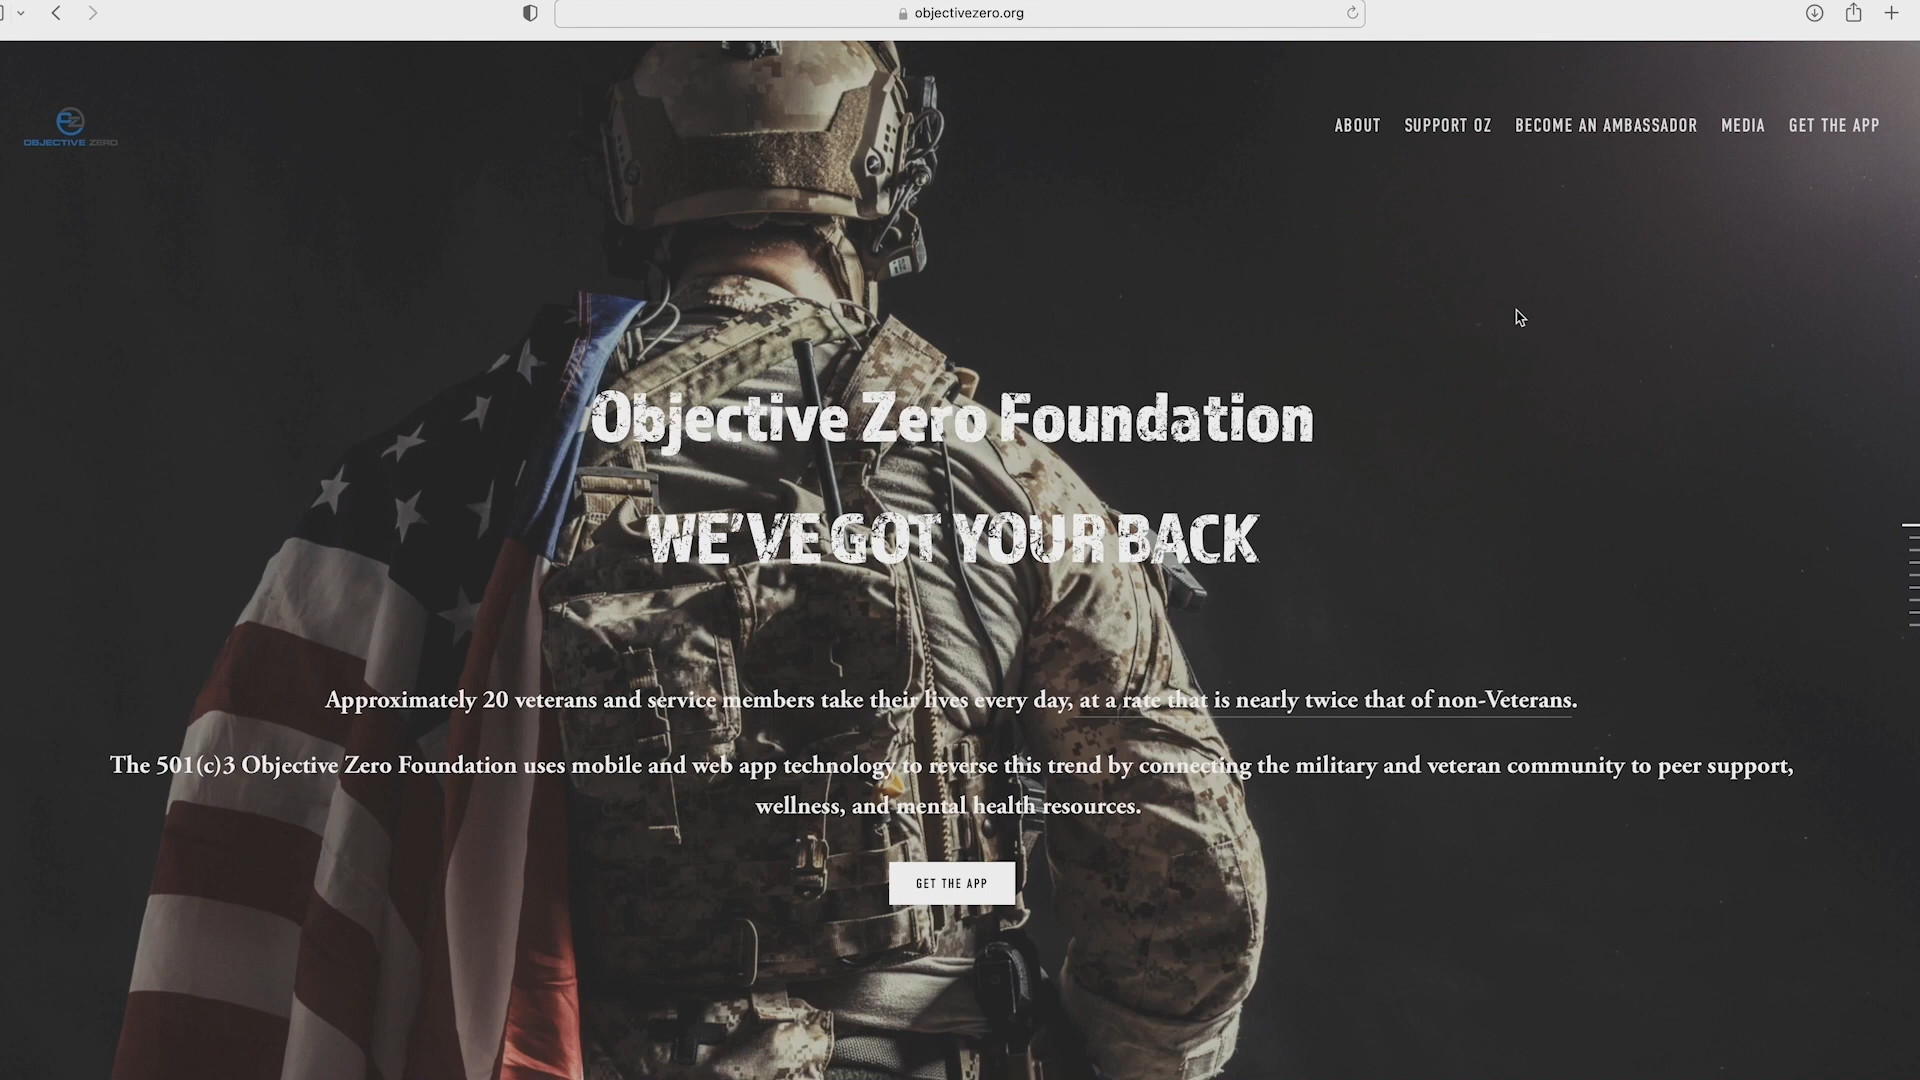 objectivezero.org
OBJECTIVE ZERO
ABOUT SUPPORT OZ BECOME AN AMBASSADOR MEDIA GET THE APP
Objective Zero Foundation
WE'VE GOT YOUR BACK
Approximately 20 veterans and service members take their lives every day, at a rate that is nearly twice that of non-Veterans.
The 501(c)3 Objective Zero Foundation uses mobile and web app technology to reverse this trend by connecting the military and veteran community to peer support,
wellness, and mental health resources.
GET THE APP